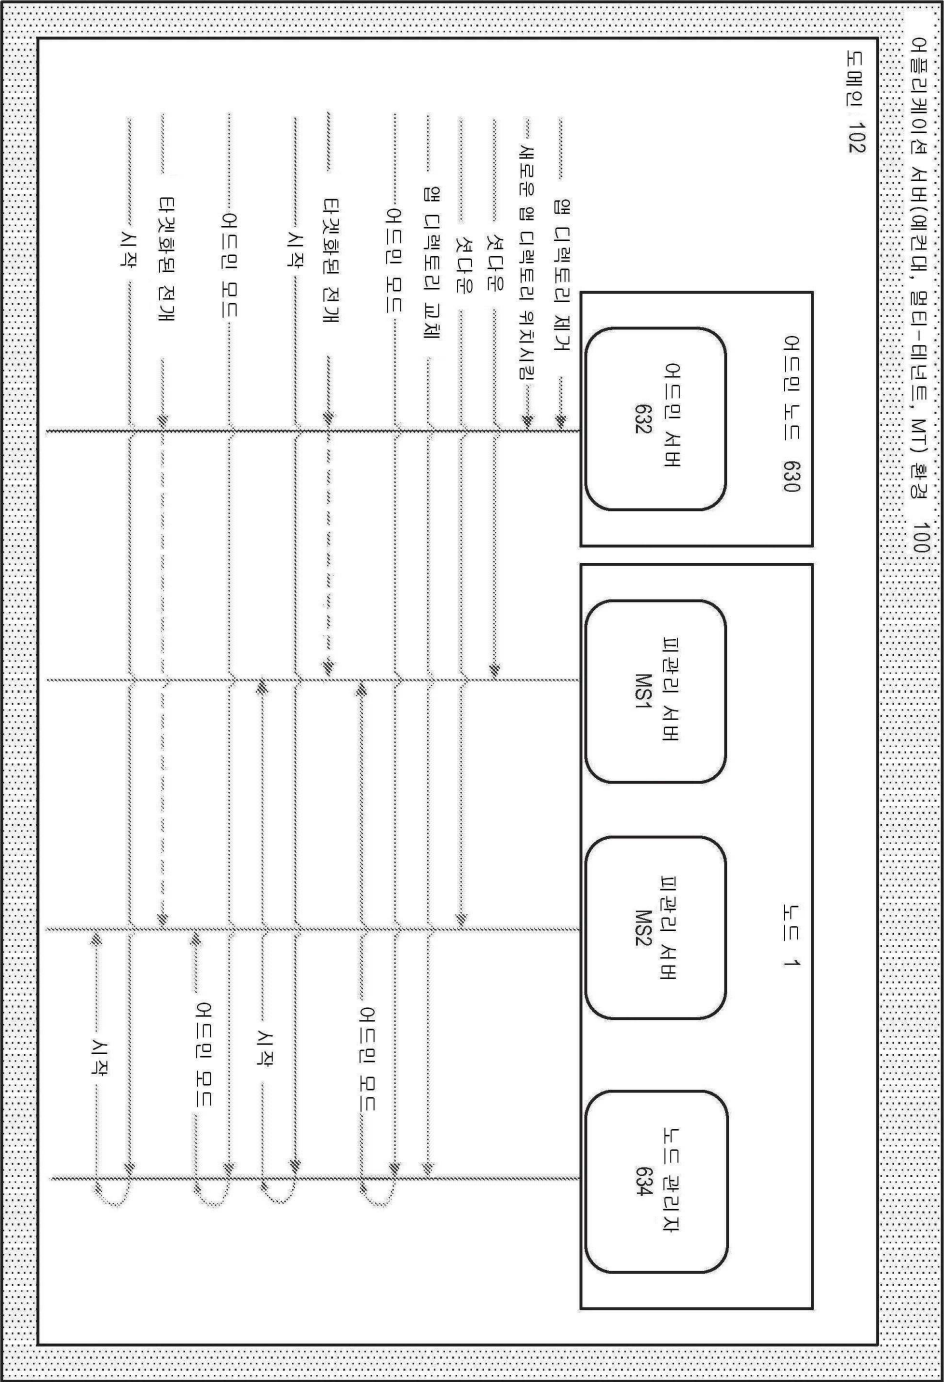 어플리케이션 서버(예컨대, 멀티-테넌트, MT) 환경 100
도메인 102
어드민 노드 630
어드민 서버
632
노드 1
피관리 서버
MS1
피관리 서버
MS2
노드 관리자
634
앱 디렉토리 제거
새로운 앱 디렉토리 위치시킴
셧다운
셧다운
앱 디렉토리 교체
어드민 모드
어드민 모드
타겟화된 전개
시작
시작
어드민 모드
어드민 모드
타겟화된 전개
시작
시작